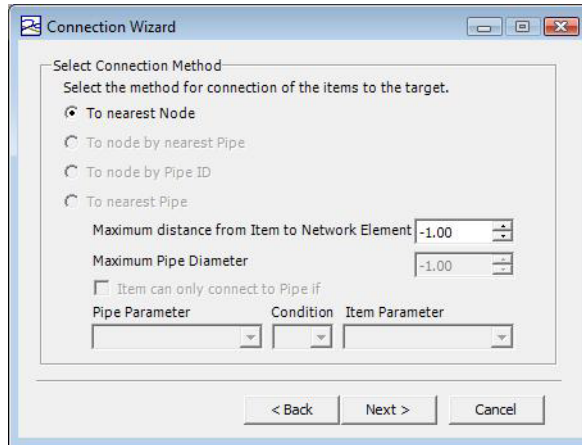 Connection Wizard
Select Connection Method
Select the method for connection of the items to the target.
To nearest Node
To node by nearest Pipe
To node by Pipe ID
To nearest Pipe
Maximum distance from Item to Network Element -1.00
Maximum Pipe Diameter -1.00
Item can only connect to Pipe if
Pipe Parameter Condition Item Parameter
< Back Next > Cancel